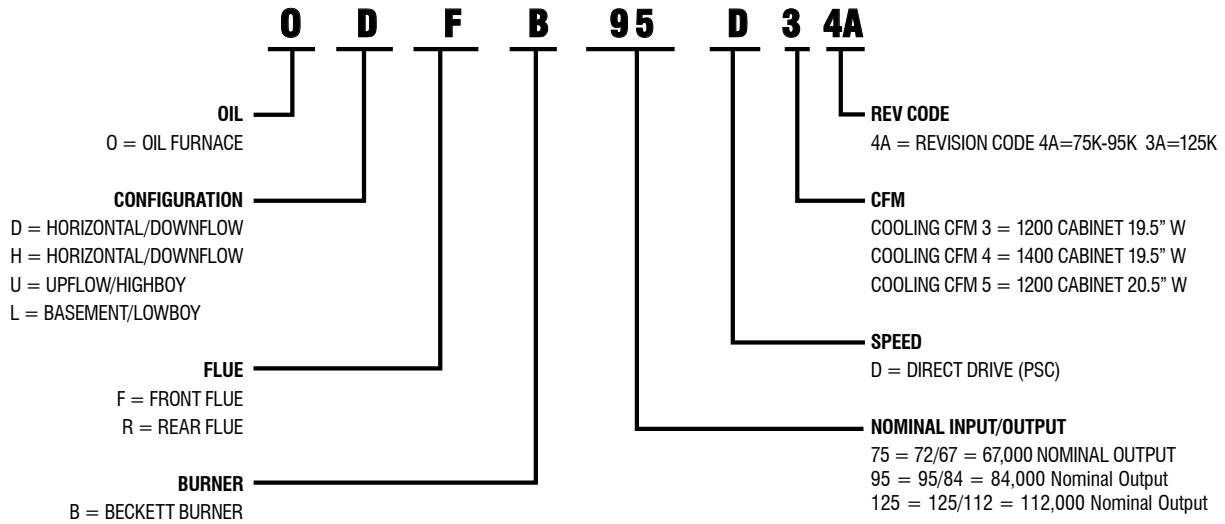 O D F B 95 D 3 4A
OIL
O = OIL FURNACE
CONFIGURATION
D = HORIZONTAL/DOWNFLOW
H = HORIZONTAL/DOWNFLOW
U = UPFLOW/HIGHBOY
L = BASEMENT/LOWBOY
FLUE
F = FRONT FLUE
R = REAR FLUE
BURNER
B = BECKETT BURNER
REV CODE
4A = REVISION CODE 4A=75K-95K 3A=125K
CFM
COOLING CFM 3 = 1200 CABINET 19.5” W
COOLING CFM 4 = 1400 CABINET 19.5” W
COOLING CFM 5 = 1200 CABINET 20.5” W
SPEED
D = DIRECT DRIVE (PSC)
NOMINAL INPUT/OUTPUT
75 = 72/67 = 67,000 NOMINAL OUTPUT
95 = 95/84 = 84,000 Nominal Output
125 = 125/112 = 112,000 Nominal Output